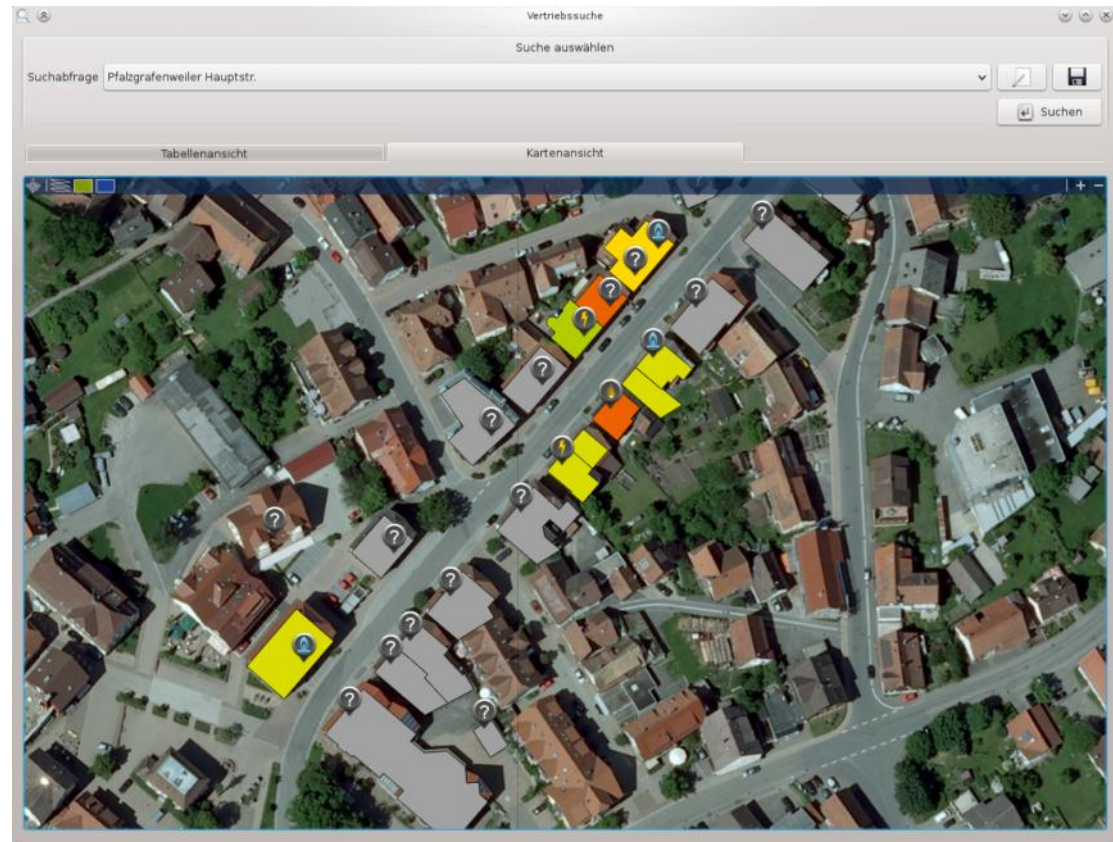 Vertriebssuche
Suche auswählen
Suchabfrage Pfalzgrafenweiler Hauptstr.
Suchen
Tabellenansicht Kartenansicht
? ? ? ? ? ? ? ? ? ? ? ? ? ? ?